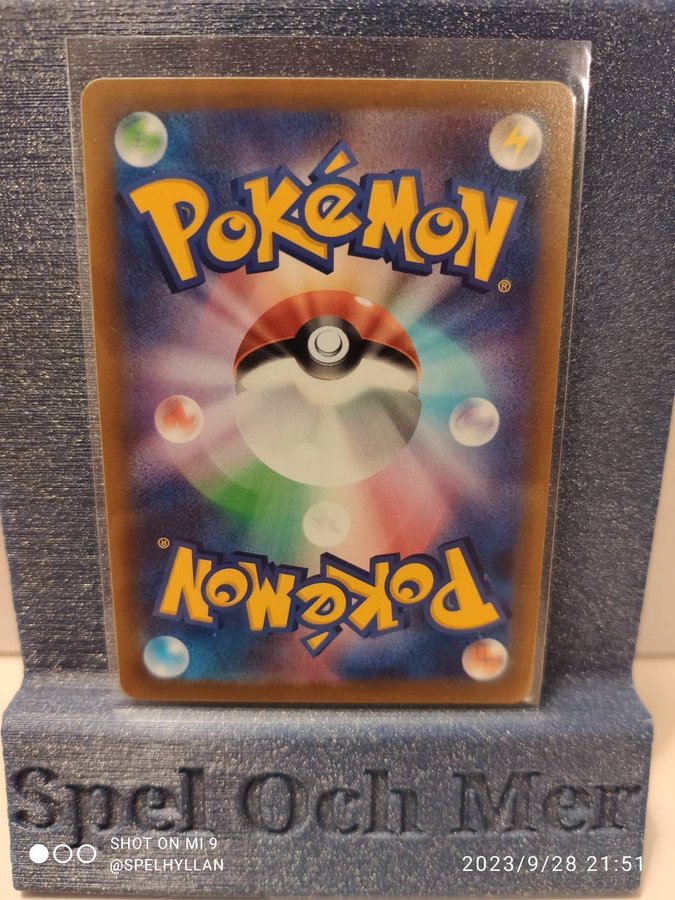 POKéMON
®
®
POKéMON
Spel Och Mer
SHOT ON MI 9
@SPELHYLLAN
2023/9/28 21:51